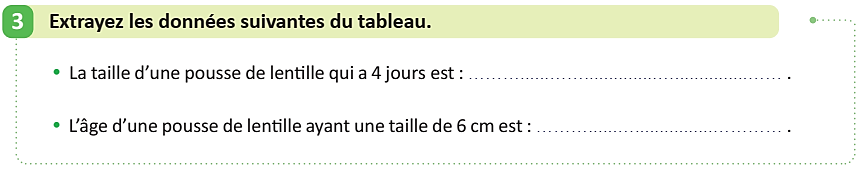 3 Extrayez les données suivantes du tableau.
• La taille d’une pousse de lentille qui a 4 jours est : ................................................ .
• L’âge d’une pousse de lentille ayant une taille de 6 cm est : ...................................... .